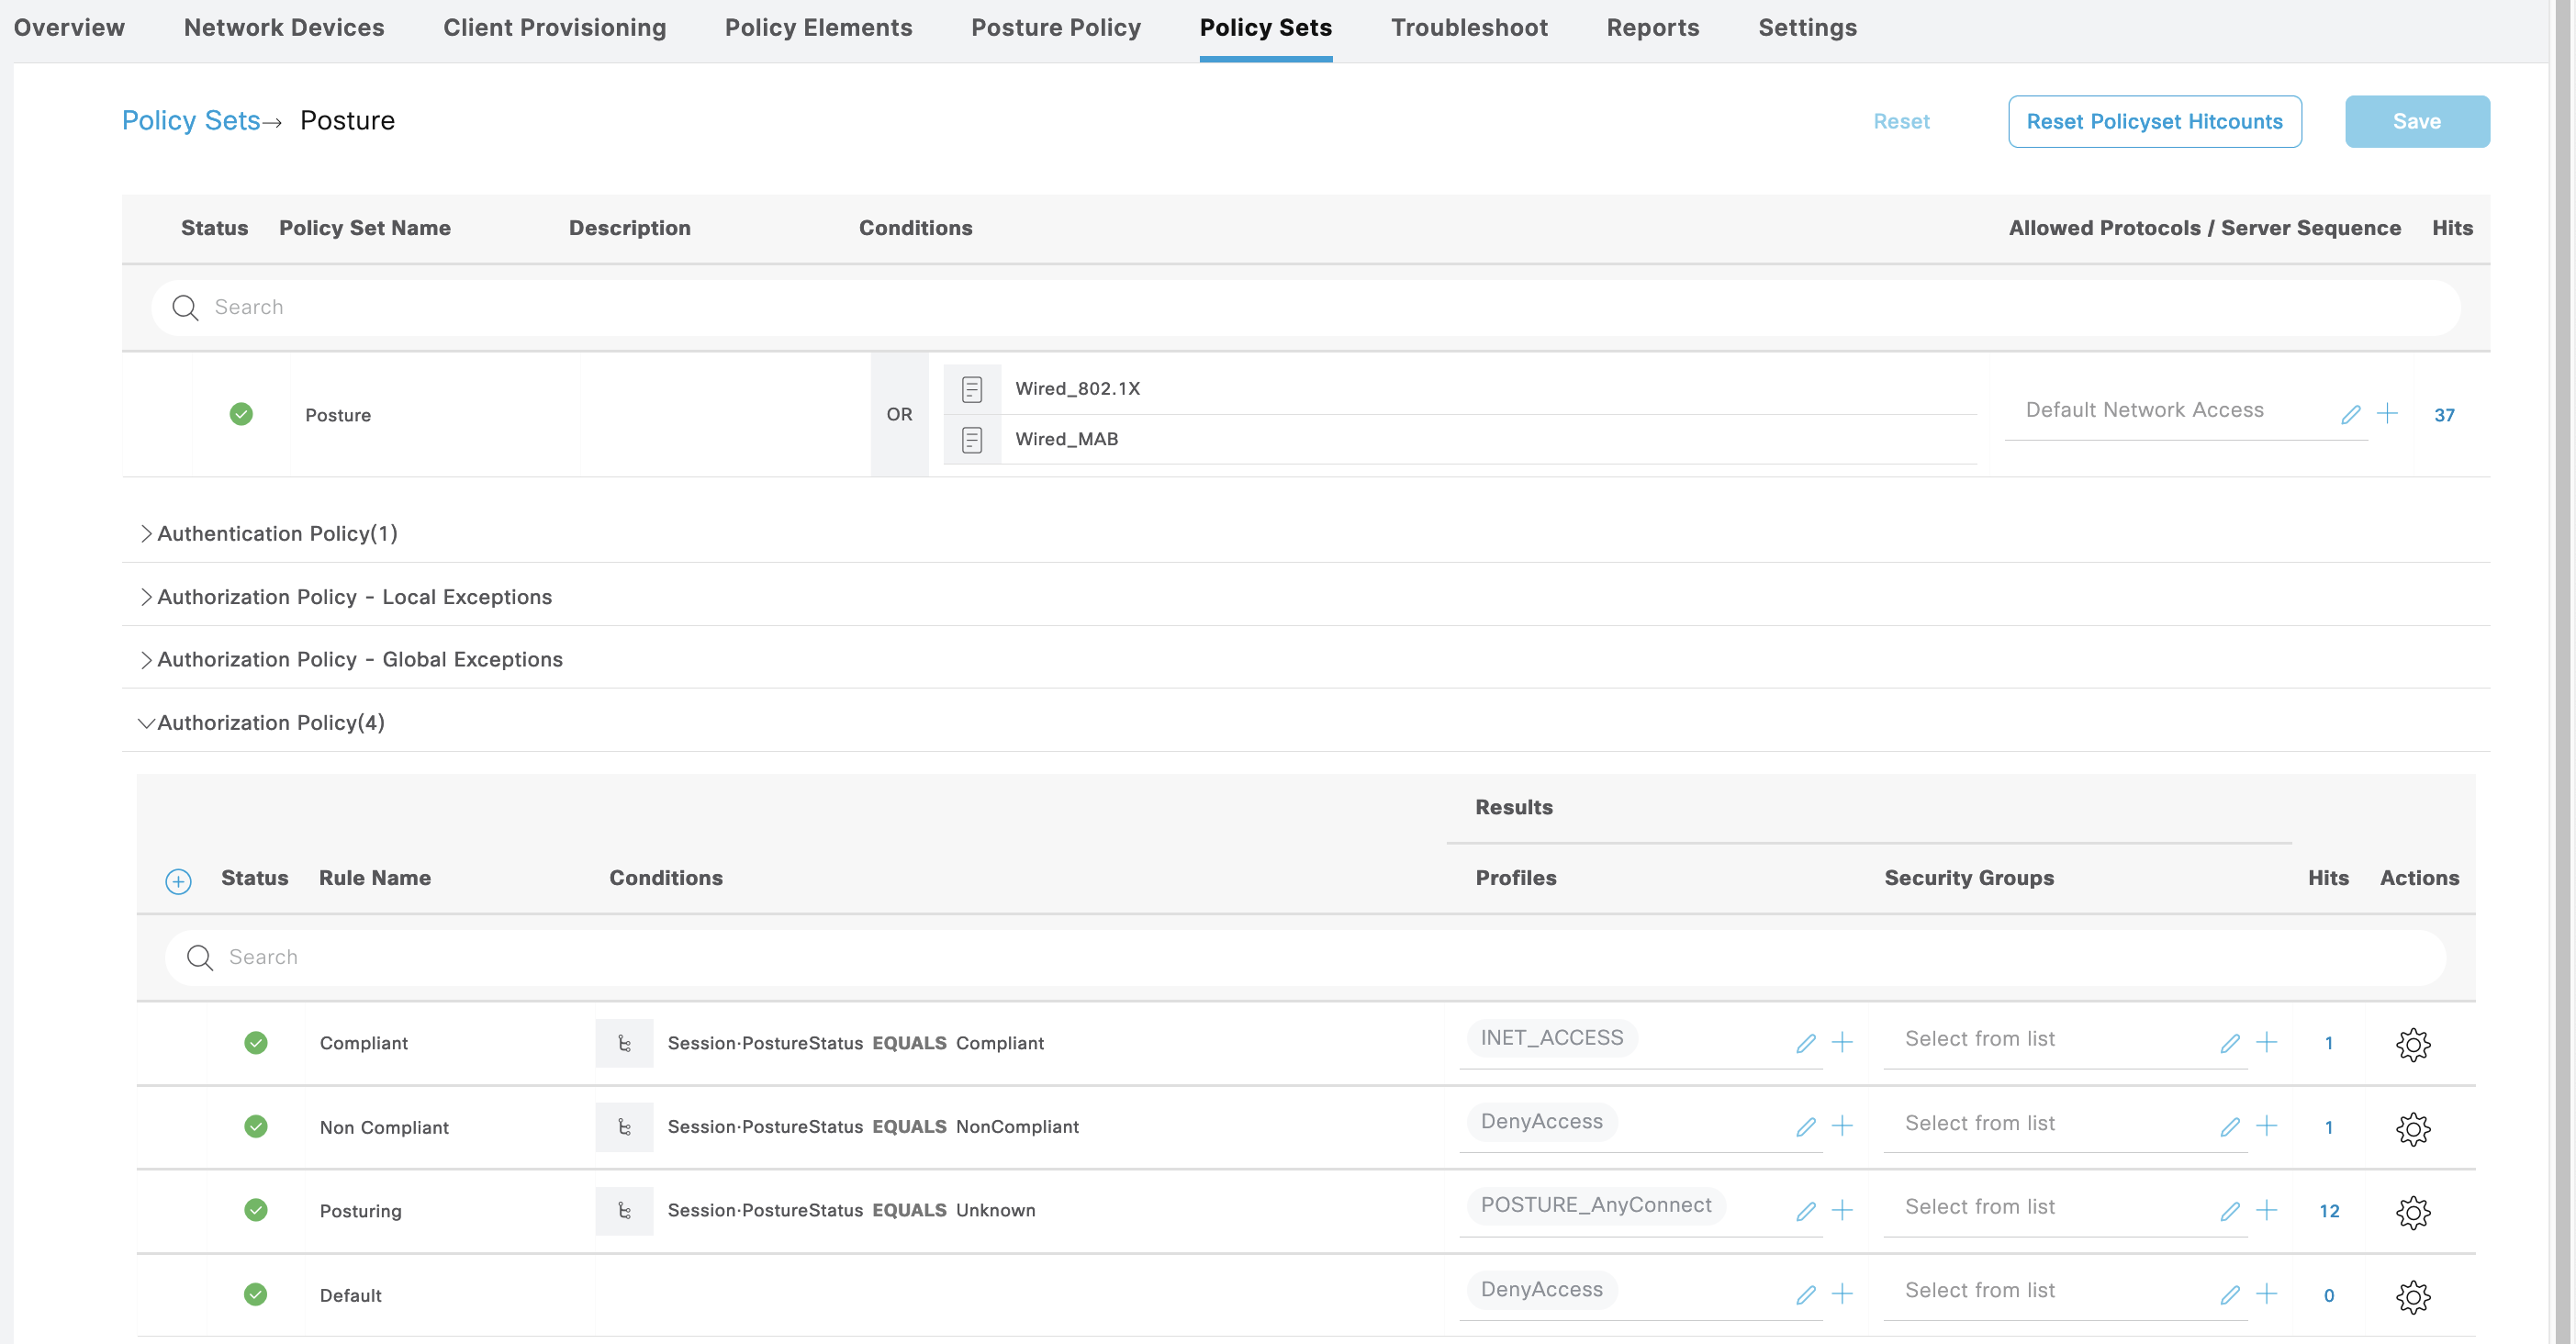 Overview Network Devices Client Provisioning Policy Elements Posture Policy Policy Sets Troubleshoot Reports Settings
Policy Sets→ Posture Reset Reset Policyset Hitcounts Save
Status Policy Set Name Description Conditions Allowed Protocols / Server Sequence Hits
Search
Wired_802.1X
Posture OR Default Network Access 37
Wired_MAB
Authentication Policy(1)
Authorization Policy - Local Exceptions
Authorization Policy - Global Exceptions
Authorization Policy(4)
Results
Status Rule Name Conditions Profiles Security Groups Hits Actions
Search
Compliant Session·PostureStatus EQUALS Compliant INET_ACCESS Select from list 1
Non Compliant Session·PostureStatus EQUALS NonCompliant DenyAccess Select from list 1
Posturing Session·PostureStatus EQUALS Unknown POSTURE_AnyConnect Select from list 12
Default DenyAccess Select from list 0